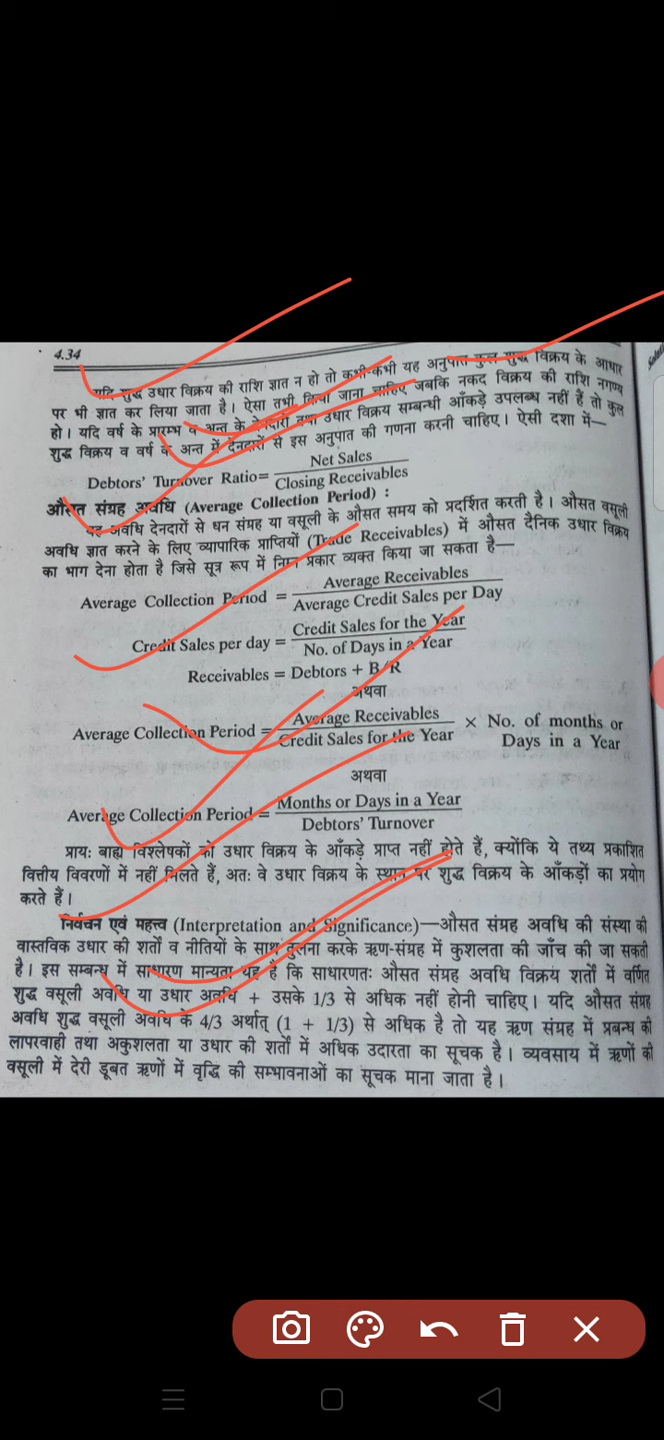 4.34
यदि शुद्ध उधार विक्रय की राशि ज्ञात न हो तो कभी-कभी यह अनुपात कुल शुद्ध विक्रय के आधार
पर भी ज्ञात कर लिया जाता है। ऐसा तभी किया जाना चाहिए जबकि नकद विक्रय की राशि नगण्य
हो। यदि वर्ष के प्रारम्भ व अन्त के देनदारों तथा उधार विक्रय सम्बन्धी आँकड़े उपलब्ध नहीं हैं तो कुल
शुद्ध विक्रय व वर्ष के अन्त में देनदारों से इस अनुपात की गणना करनी चाहिए। ऐसी दशा में—
Debtors' Turnover Ratio = Net Sales / Closing Receivables
औसत संग्रह अवधि (Average Collection Period) :
यह अवधि देनदारों से धन संग्रह या वसूली के औसत समय को प्रदर्शित करती है। औसत वसूली
अवधि ज्ञात करने के लिए व्यापारिक प्राप्तियों (Trade Receivables) में औसत दैनिक उधार विक्रय
का भाग देना होता है जिसे सूत्र रूप में निम्न प्रकार व्यक्त किया जा सकता है—
Average Collection Period = Average Receivables / Average Credit Sales per Day
Credit Sales per day = Credit Sales for the Year / No. of Days in a Year
Receivables = Debtors + B/R
अथवा
Average Collection Period = Average Receivables / Credit Sales for the Year × No. of months or Days in a Year
अथवा
Average Collection Period = Months or Days in a Year / Debtors' Turnover
प्रायः बाह्य विश्लेषकों को उधार विक्रय के आँकड़े प्राप्त नहीं होते हैं, क्योंकि ये तथ्य प्रकाशित
वित्तीय विवरणों में नहीं मिलते हैं, अतः वे उधार विक्रय के स्थान पर शुद्ध विक्रय के आँकड़ों का प्रयोग
करते हैं।
निर्वचन एवं महत्त्व (Interpretation and Significance)—औसत संग्रह अवधि की संस्था की
वास्तविक उधार की शर्तों व नीतियों के साथ तुलना करके ऋण-संग्रह में कुशलता की जाँच की जा सकती
है। इस सम्बन्ध में साधारण मान्यता यह है कि साधारणतः औसत संग्रह अवधि विक्रय शर्तों में वर्णित
शुद्ध वसूली अवधि या उधार अवधि + उसके 1/3 से अधिक नहीं होनी चाहिए। यदि औसत संग्रह
अवधि शुद्ध वसूली अवधि के 4/3 अर्थात् (1 + 1/3) से अधिक है तो यह ऋण संग्रह में प्रबन्ध की
लापरवाही तथा अकुशलता या उधार की शर्तों में अधिक उदारता का सूचक है। व्यवसाय में ऋणों की
वसूली में देरी डूबत ऋणों में वृद्धि की सम्भावनाओं का सूचक माना जाता है।